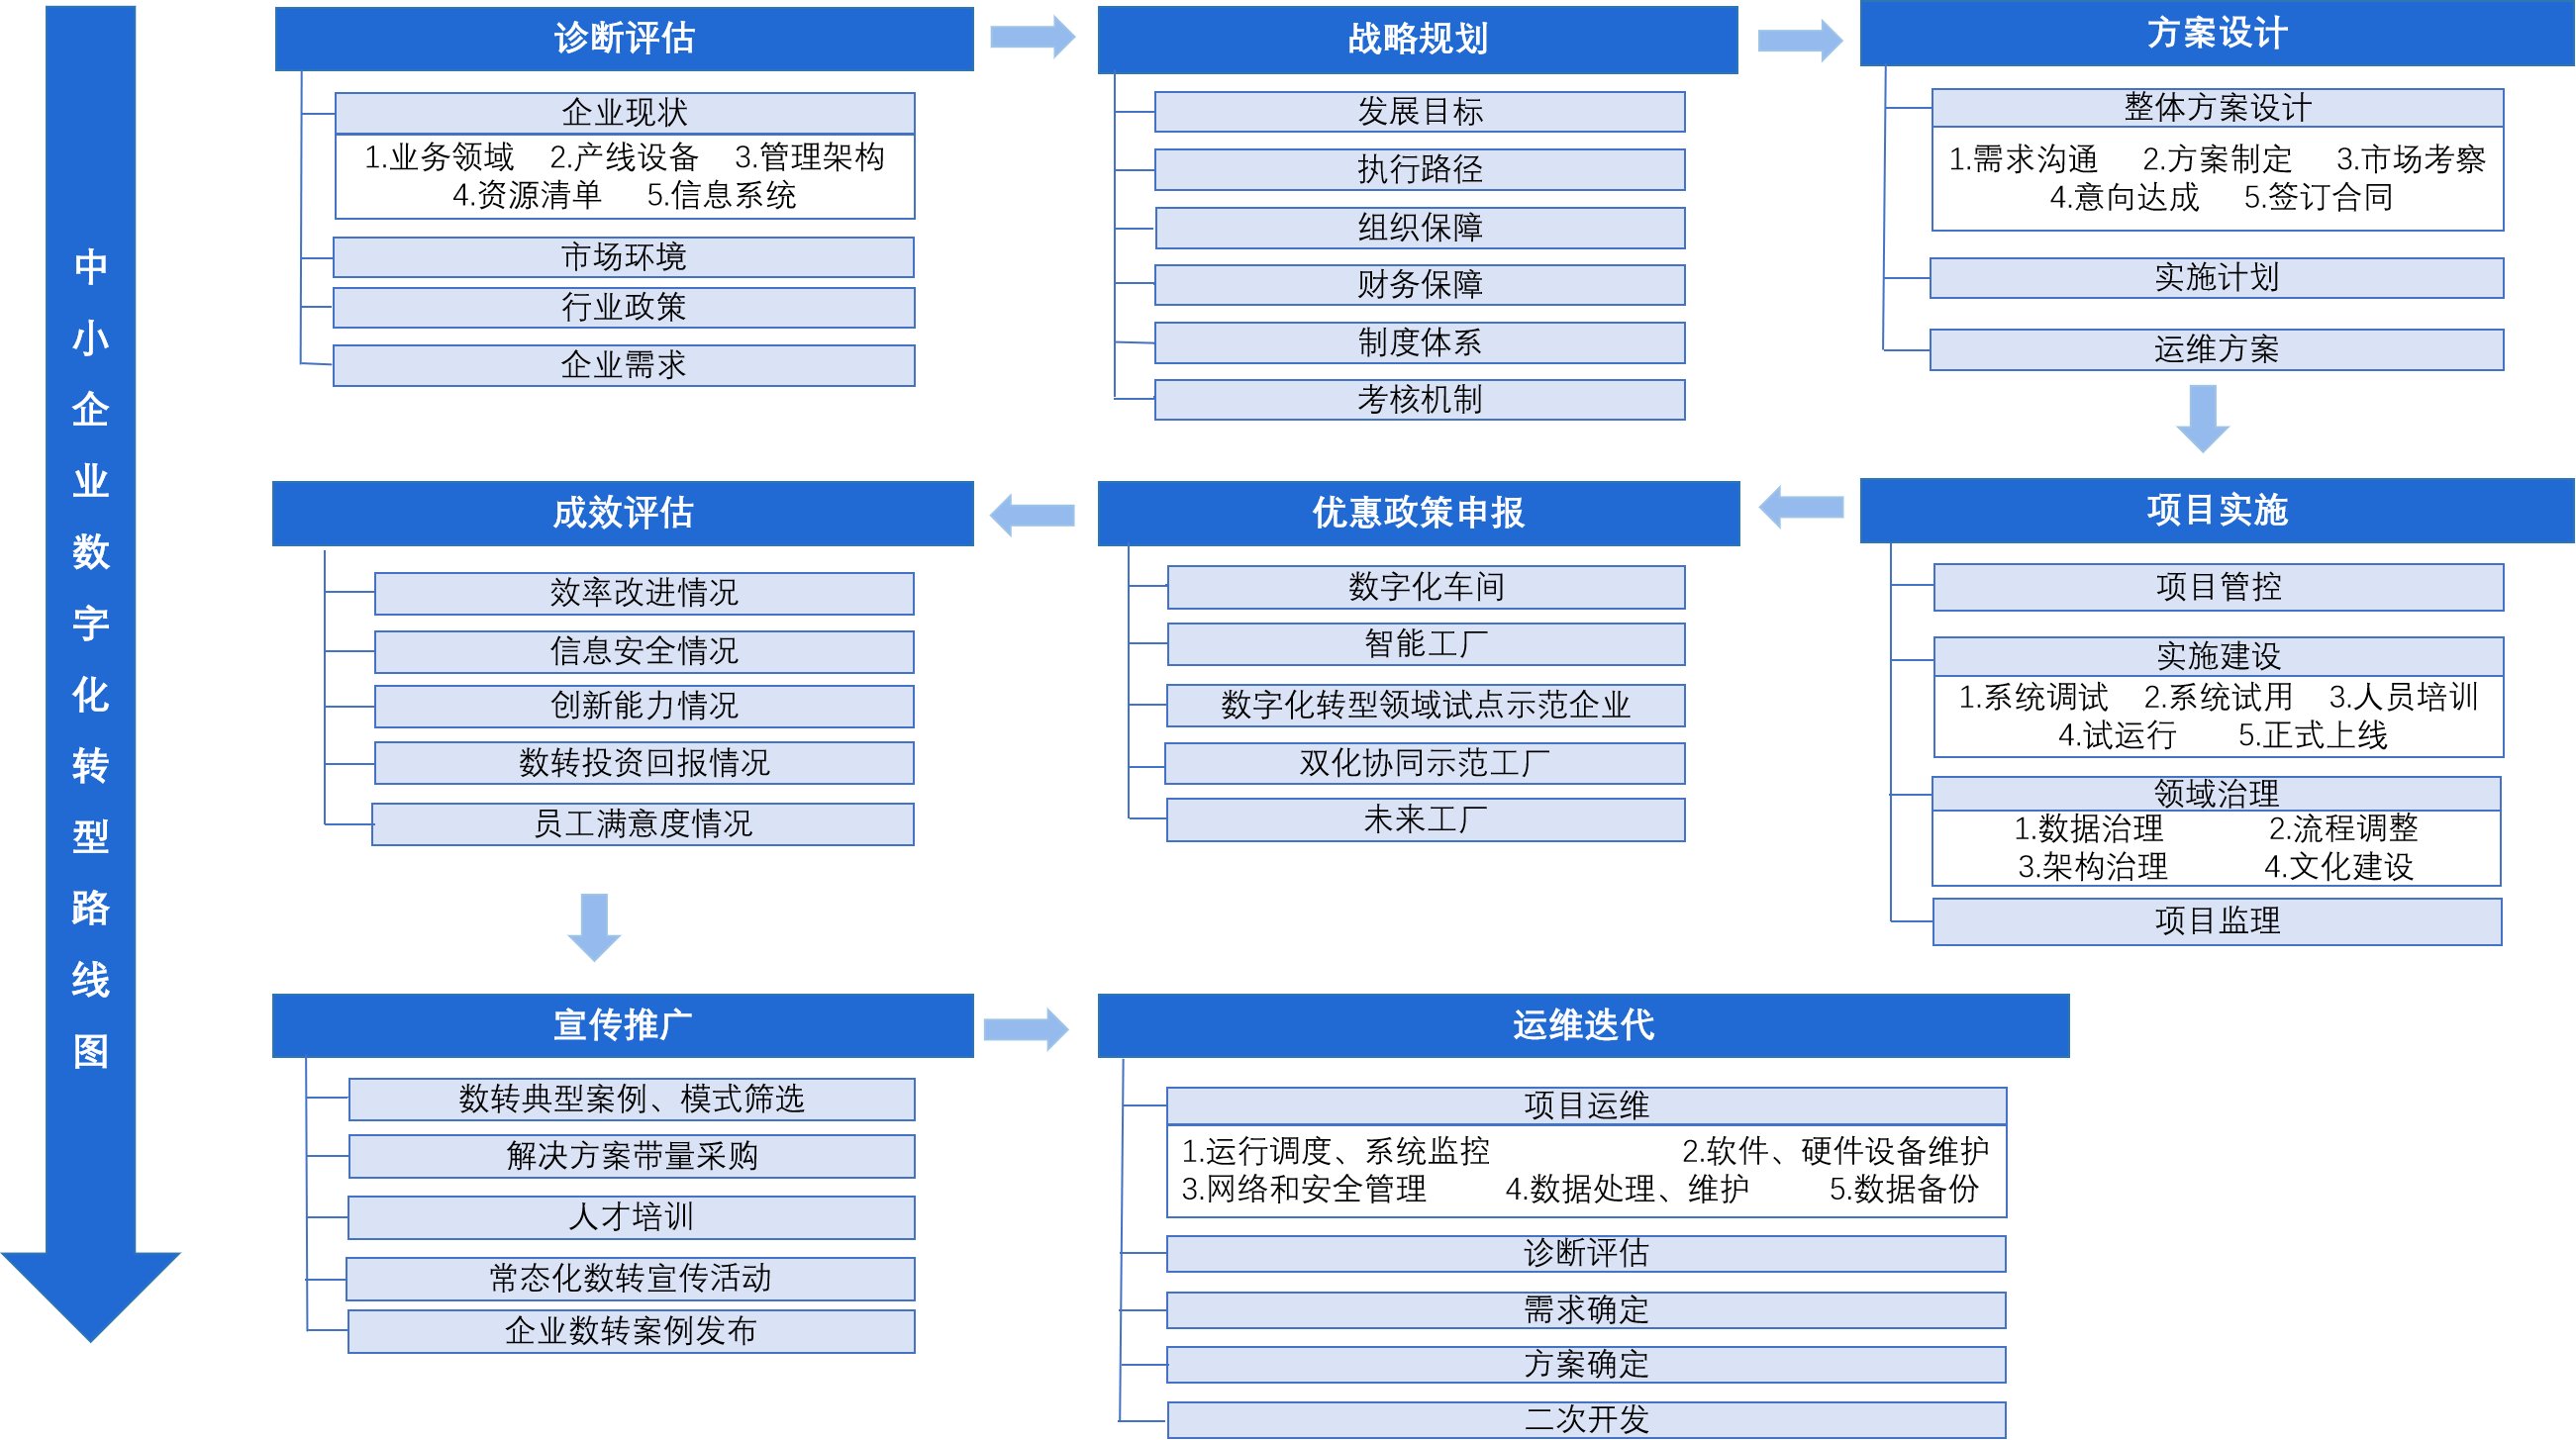 中小企业数字化转型路线图
诊断评估
企业现状
1.业务领域 2.产线设备 3.管理架构
4.资源清单 5.信息系统
市场环境
行业政策
企业需求
战略规划
发展目标
执行路径
组织保障
财务保障
制度体系
考核机制
方案设计
整体方案设计
1.需求沟通 2.方案制定 3.市场考察
4.意向达成 5.签订合同
实施计划
运维方案
项目实施
项目管控
实施建设
1.系统调试 2.系统试用 3.人员培训
4.试运行 5.正式上线
领域治理
1.数据治理 2.流程调整
3.架构治理 4.文化建设
项目监理
优惠政策申报
数字化车间
智能工厂
数字化转型领域试点示范企业
双化协同示范工厂
未来工厂
成效评估
效率改进情况
信息安全情况
创新能力情况
数转投资回报情况
员工满意度情况
宣传推广
数转典型案例、模式筛选
解决方案带量采购
人才培训
常态化数转宣传活动
企业数转案例发布
运维迭代
项目运维
1.运行调度、系统监控 2.软件、硬件设备维护
3.网络和安全管理 4.数据处理、维护 5.数据备份
诊断评估
需求确定
方案确定
二次开发